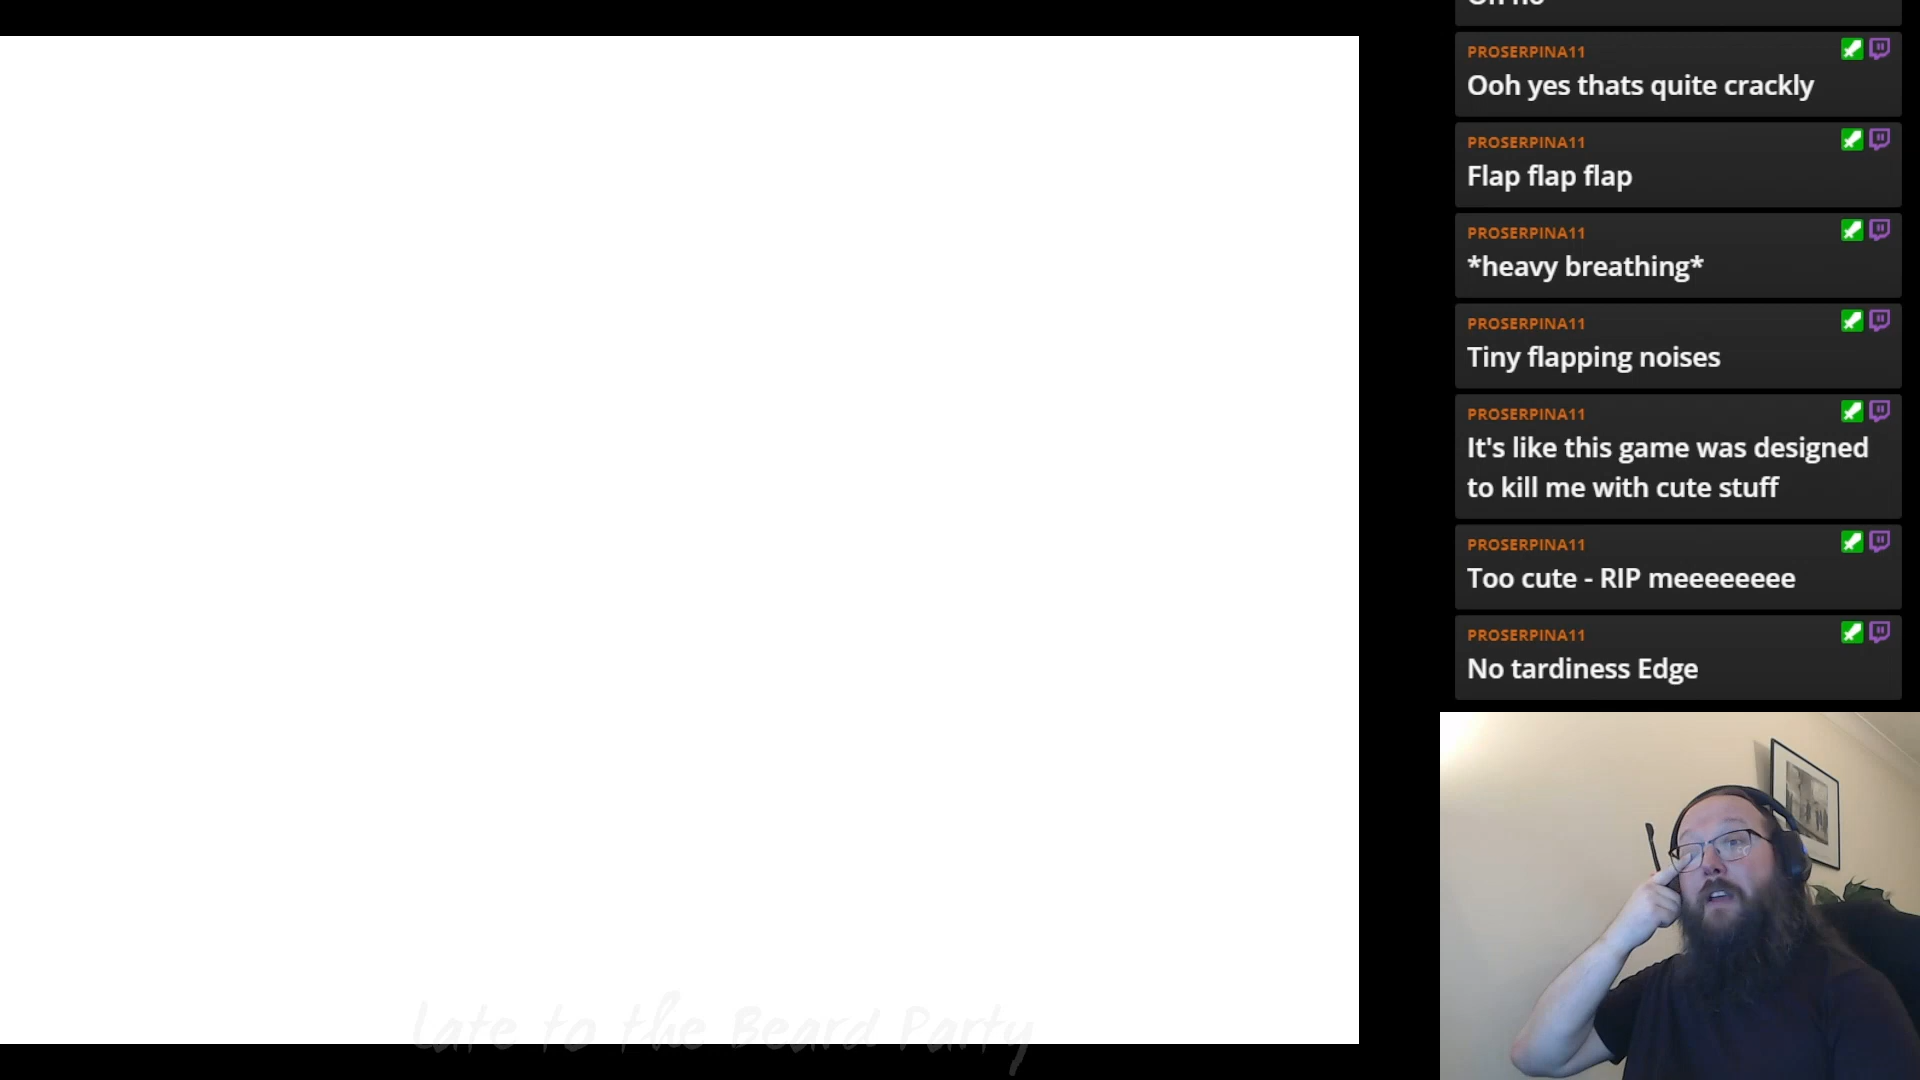 Oh no
PROSERPINA11
Ooh yes thats quite crackly
PROSERPINA11
Flap flap flap
PROSERPINA11
*heavy breathing*
PROSERPINA11
Tiny flapping noises
PROSERPINA11
It's like this game was designed
to kill me with cute stuff
PROSERPINA11
Too cute - RIP meeeeeeee
PROSERPINA11
No tardiness Edge
Late to the Beard Party